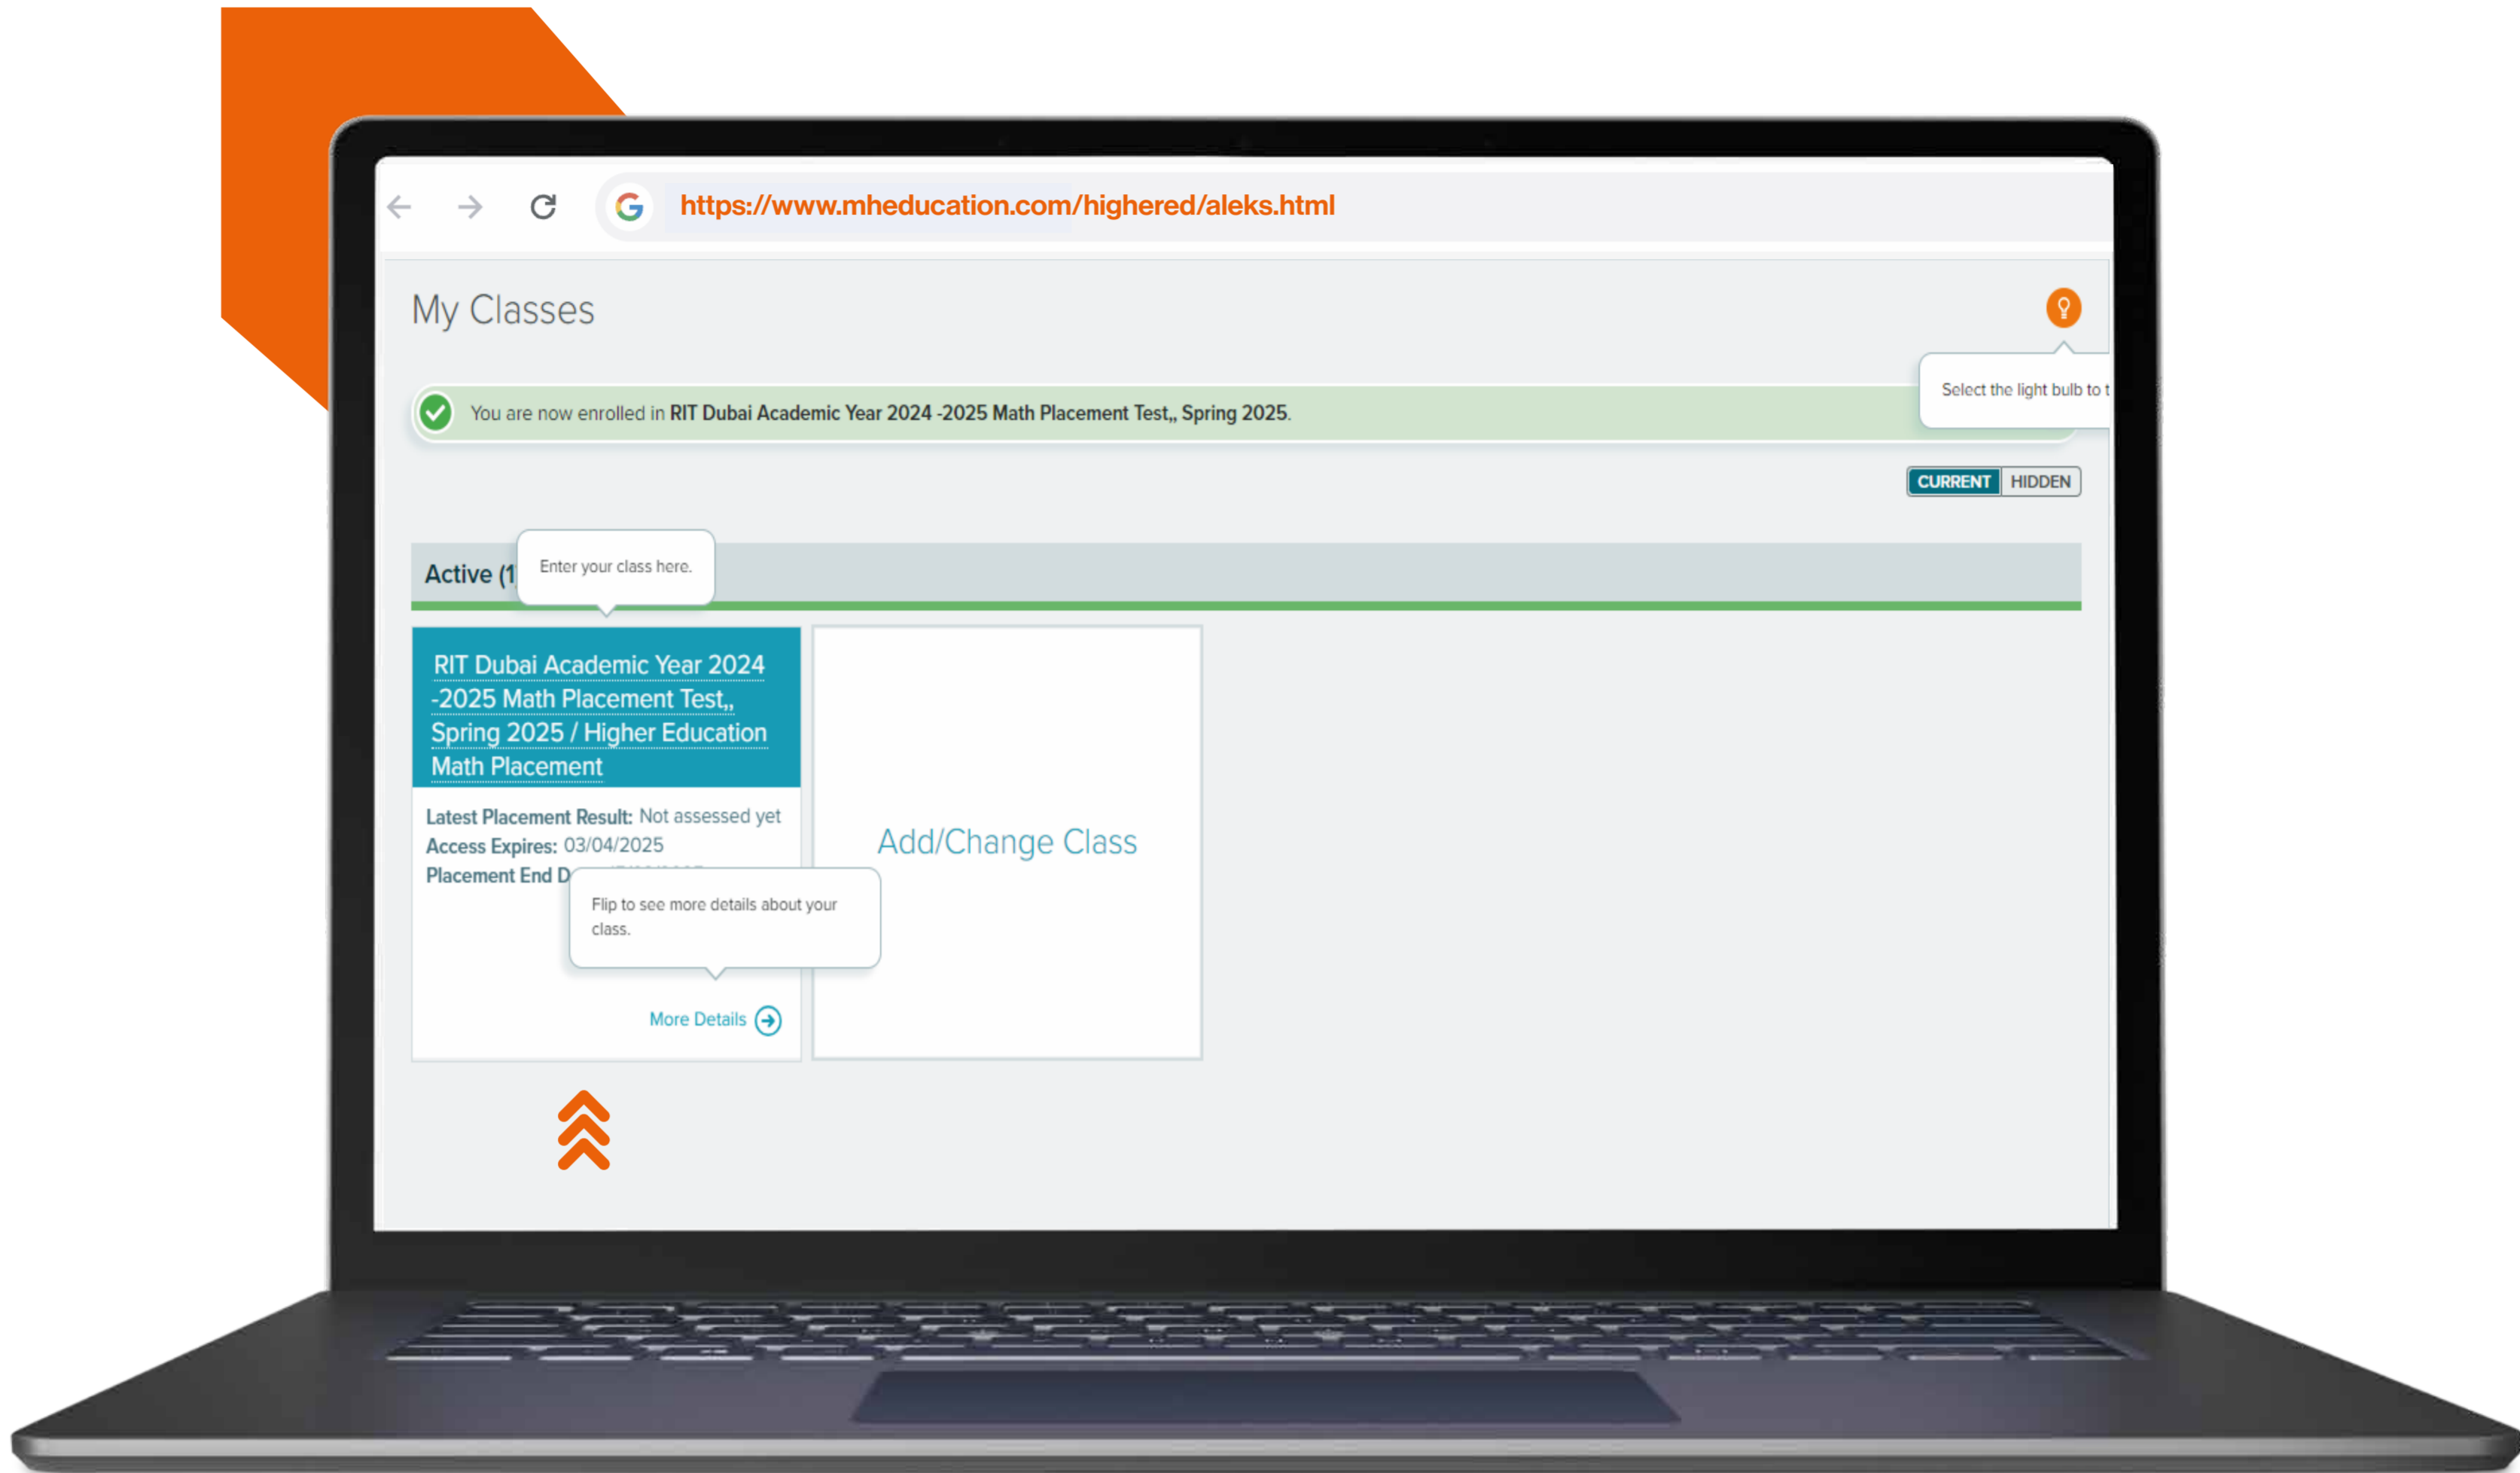 https://www.mheducation.com/highered/aleks.html
My Classes
Select the light bulb to t
You are now enrolled in RIT Dubai Academic Year 2024 -2025 Math Placement Test,, Spring 2025.
CURRENT HIDDEN
Active (1
Enter your class here.
RIT Dubai Academic Year 2024
-2025 Math Placement Test,,
Spring 2025 / Higher Education
Math Placement
Latest Placement Result: Not assessed yet
Access Expires: 03/04/2025
Placement End D
Flip to see more details about your
class.
More Details
Add/Change Class